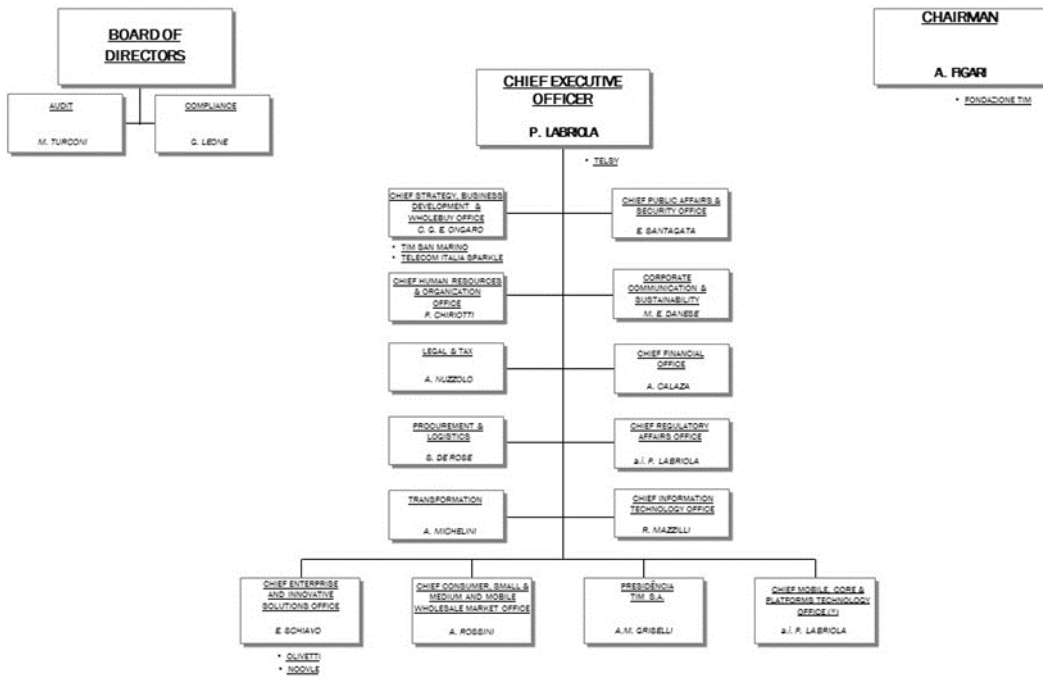 BOARD OF
DIRECTORS
AUDIT
M. TURCONI
COMPLIANCE
G. LEONE
CHAIRMAN
A. FIGARI
• FONDAZIONE TIM
CHIEF EXECUTIVE
OFFICER
P. LABRIOLA
• TELSY
CHIEF STRATEGY, BUSINESS
DEVELOPMENT &
WHOLEBUY OFFICE
C. G. E. ONGARO
• TIM SAN MARINO
• TELECOM ITALIA SPARKLE
CHIEF PUBLIC AFFAIRS &
SECURITY OFFICE
E. SANTAGATA
CHIEF HUMAN RESOURCES
& ORGANIZATION
OFFICE
P. CHIRIOTTI
CORPORATE
COMMUNICATION &
SUSTAINABILITY
M. E. DANESE
LEGAL & TAX
A. NUZZOLO
CHIEF FINANCIAL
OFFICE
A. CALAZA
PROCUREMENT &
LOGISTICS
S. DE ROSE
CHIEF REGULATORY
AFFAIRS OFFICE
a.i. P. LABRIOLA
TRANSFORMATION
A. MICHELINI
CHIEF INFORMATION
TECHNOLOGY OFFICE
R. MAZZILLI
CHIEF ENTERPRISE
AND INNOVATIVE
SOLUTIONS OFFICE
E. SCHIAVO
• OLIVETTI
• NOOVLE
CHIEF CONSUMER, SMALL &
MEDIUM AND MOBILE
WHOLESALE MARKET OFFICE
A. ROSSINI
PRESIDÊNCIA
TIM S.A.
A.M. GRISELLI
CHIEF MOBILE, CORE &
PLATFORMS TECHNOLOGY
OFFICE (*)
a.i. P. LABRIOLA